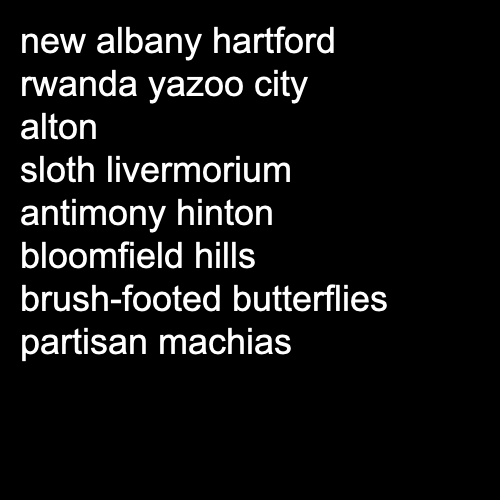 new albany hartford
rwanda yazoo city
alton
sloth livermorium
antimony hinton
bloomfield hills
brush-footed butterflies
partisan machias